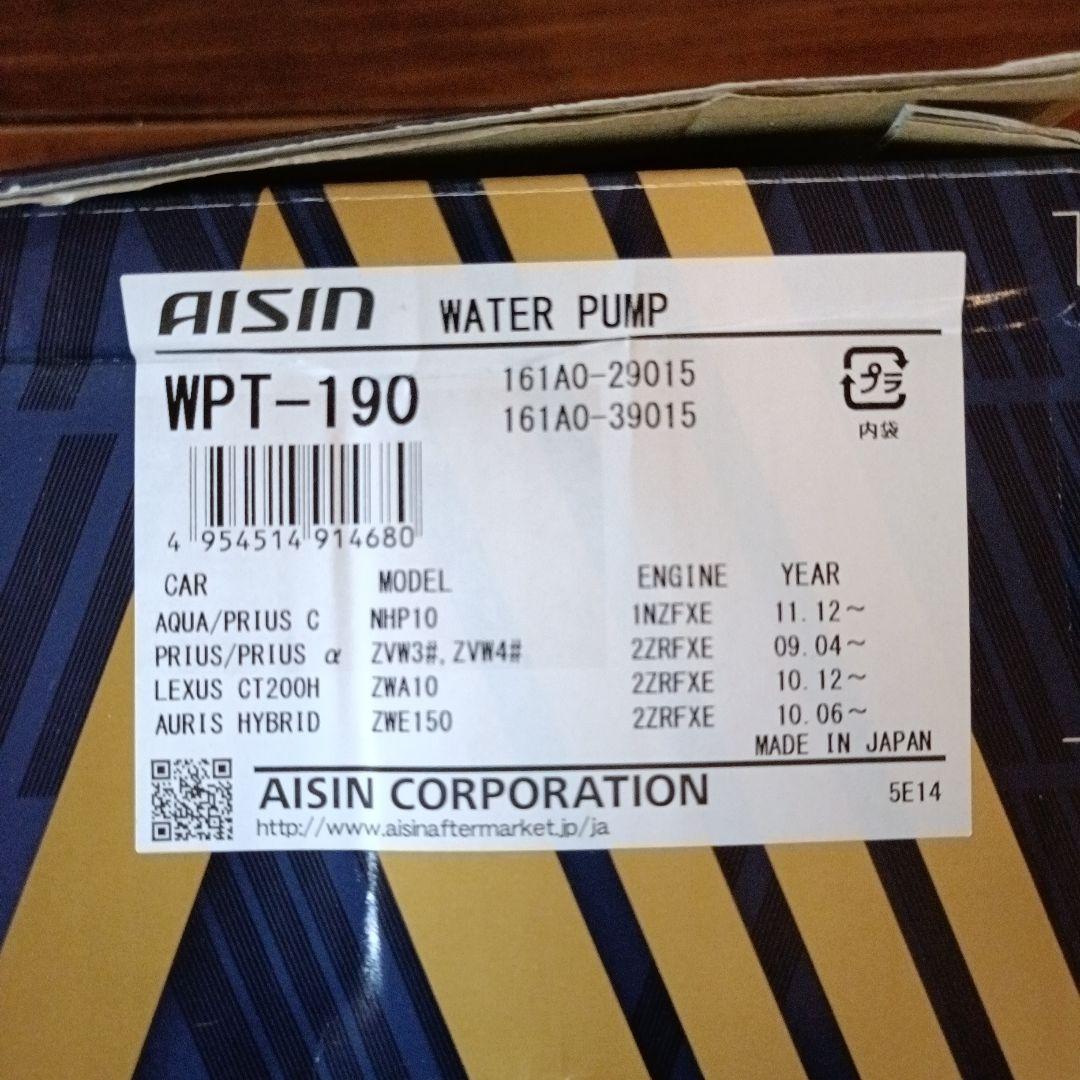 AISIN WATER PUMP
WPT-190
161A0-29015
161A0-39015
プラ
内袋
4 954514 914680
CAR MODEL ENGINE YEAR
AQUA/PRIUS C NHP10 1NZFXE 11.12～
PRIUS/PRIUS α ZVW3#,ZVW4# 2ZRFXE 09.04～
LEXUS CT200H ZWA10 2ZRFXE 10.12～
AURIS HYBRID ZWE150 2ZRFXE 10.06～
MADE IN JAPAN
AISIN CORPORATION 5E14
http://www.aisinaftermarket.jp/ja